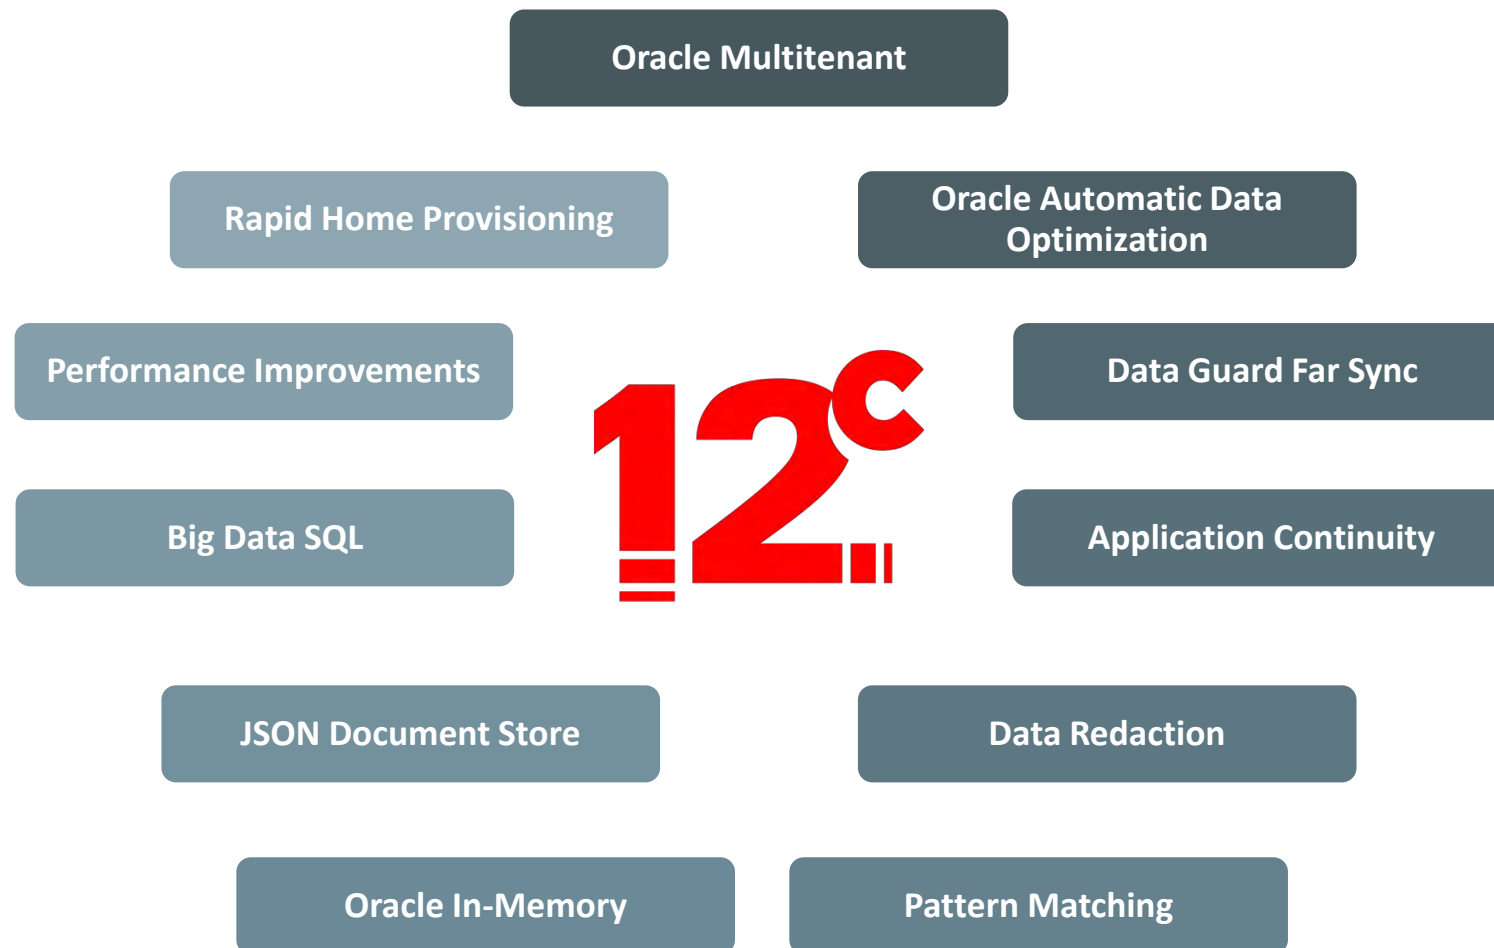 Oracle Multitenant
Rapid Home Provisioning
Oracle Automatic Data
Optimization
Performance Improvements
Data Guard Far Sync
12c
Big Data SQL
Application Continuity
JSON Document Store
Data Redaction
Oracle In-Memory
Pattern Matching